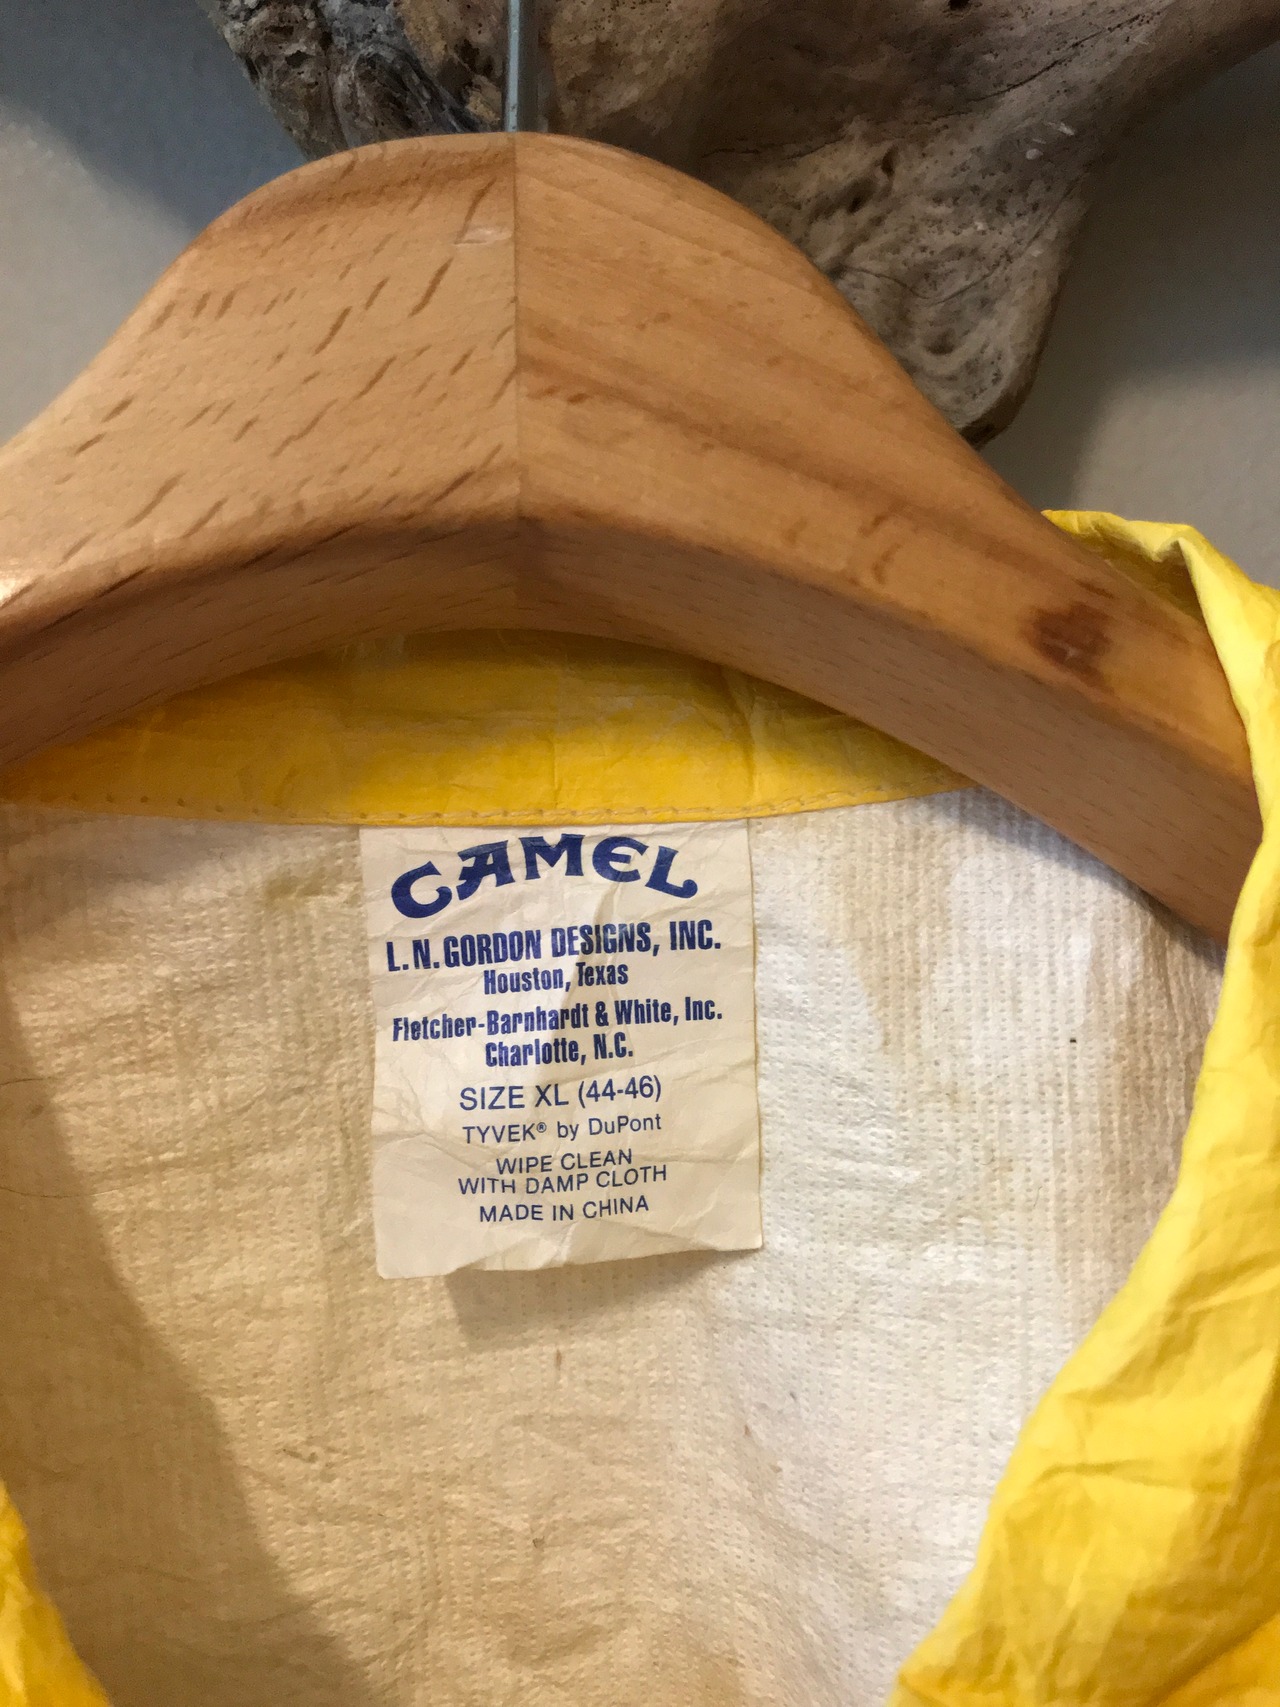 CAMEL
L.N. GORDON DESIGNS, INC.
Houston, Texas
Fletcher-Barnhardt & White, Inc.
Charlotte, N.C.
SIZE XL (44-46)
TYVEK® by DuPont
WIPE CLEAN
WITH DAMP CLOTH
MADE IN CHINA